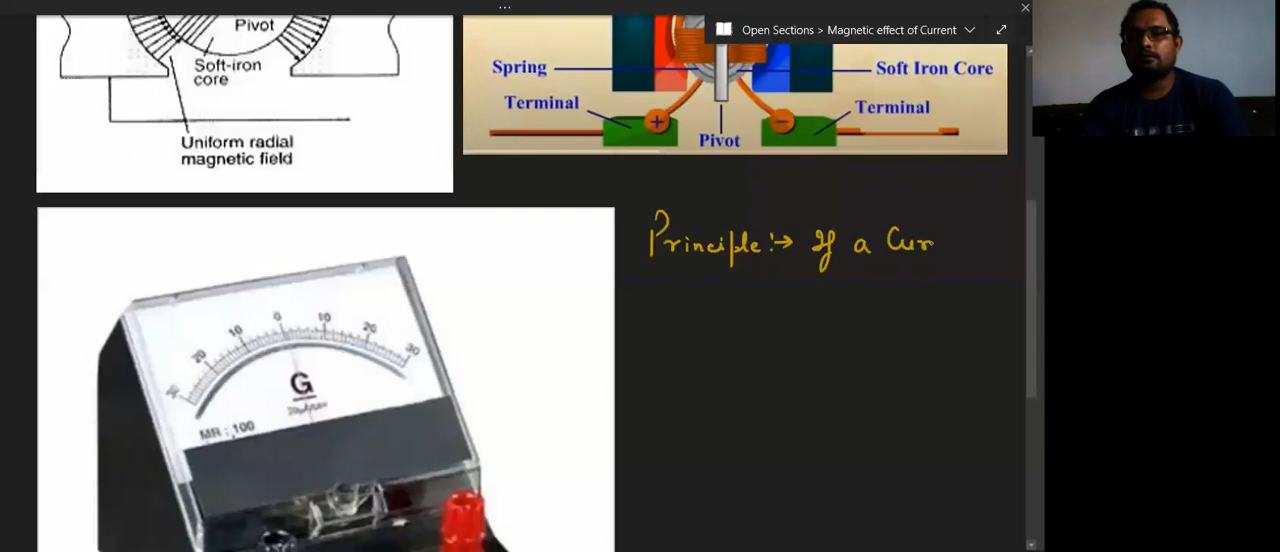 Open Sections > Magnetic effect of Current
Pivot
Soft-iron
core
Uniform radial
magnetic field
Spring
Soft Iron Core
Terminal
Terminal
+
−
Pivot
Principle :→ If a Cur
30 20 10 0 10 20 30
G
MR : 100